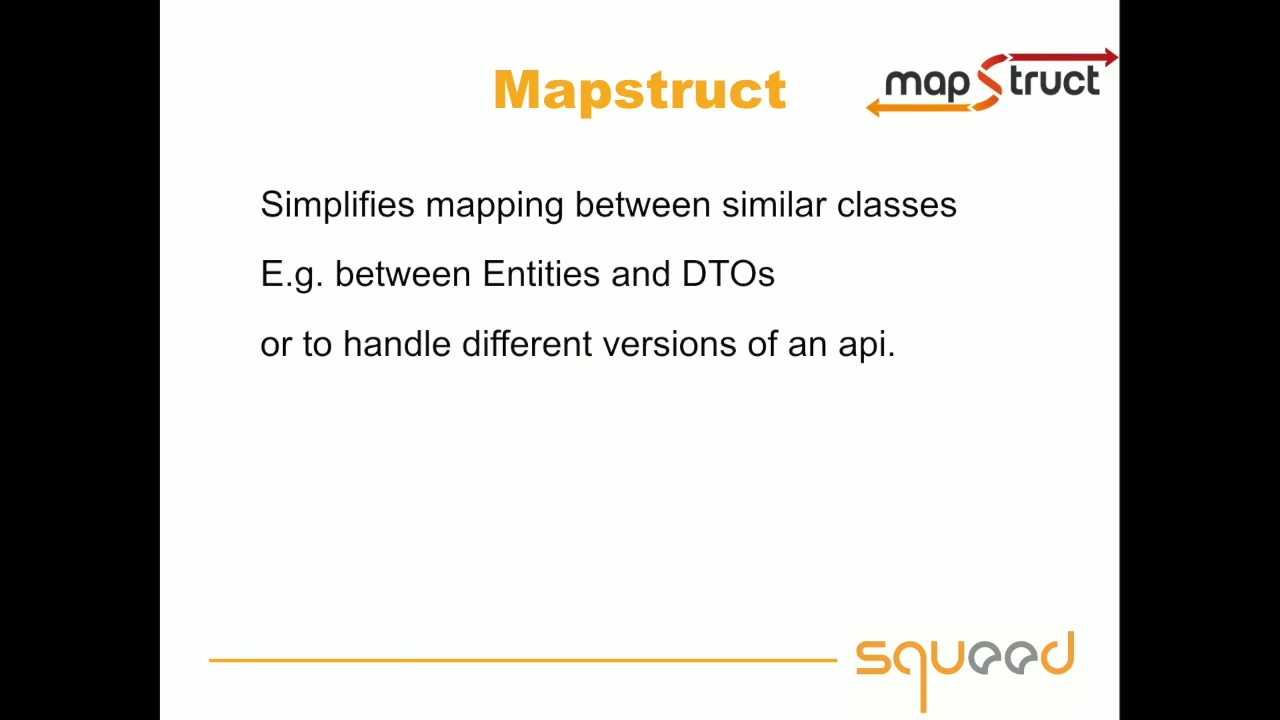 Mapstruct
mapStruct
Simplifies mapping between similar classes
E.g. between Entities and DTOs
or to handle different versions of an api.
squeed